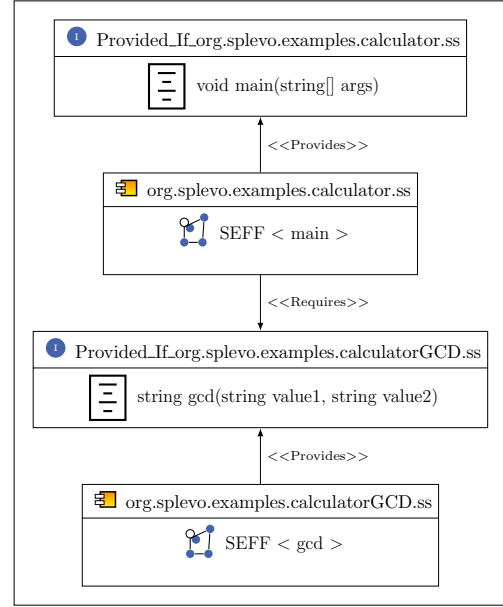 I Provided_If_org.splevo.examples.calculator.ss
void main(string[] args)
<<Provides>>
org.splevo.examples.calculator.ss
SEFF < main >
<<Requires>>
I Provided_If_org.splevo.examples.calculatorGCD.ss
string gcd(string value1, string value2)
<<Provides>>
org.splevo.examples.calculatorGCD.ss
SEFF < gcd >